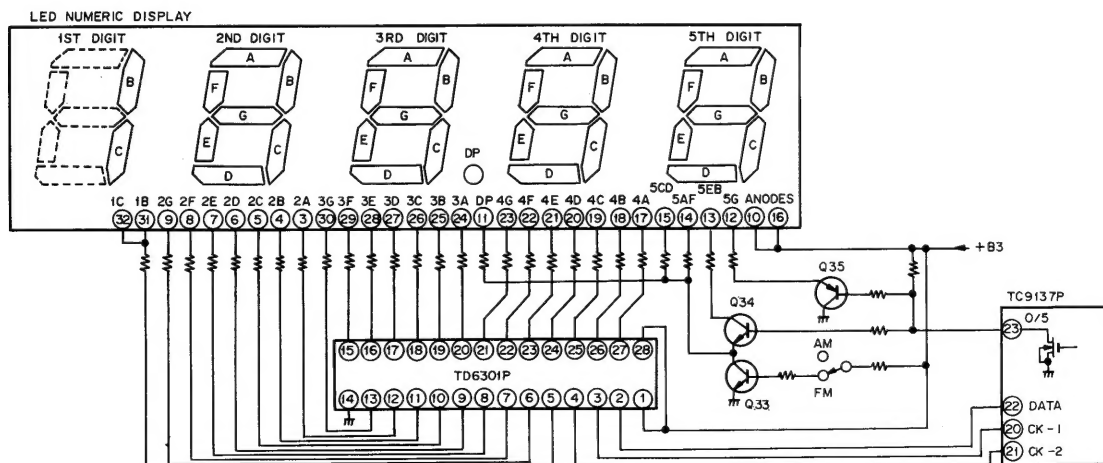 LED NUMERIC DISPLAY
1ST DIGIT 2ND DIGIT 3RD DIGIT 4TH DIGIT 5TH DIGIT
A A A A
B F B F B F B F B
G G G G
C E C E C E C E C
D D DP D D
5CD 5EB
1C 1B 2G 2F 2E 2D 2C 2B 2A 3G 3F 3E 3D 3C 3B 3A DP 4G 4F 4E 4D 4C 4B 4A 5AF 5G ANODES
32 31 9 8 7 6 5 4 3 30 29 28 27 26 25 24 11 23 22 21 20 19 18 17 15 14 13 12 10 16
+B3
Q35
TC9137P
Q34
23 O/5
15 16 17 18 19 20 21 22 23 24 25 26 27 28
AM
TD6301P
FM
Q33
14 13 12 11 10 9 8 7 6 5 4 3 2 1
22 DATA
20 CK-1
21 CK-2